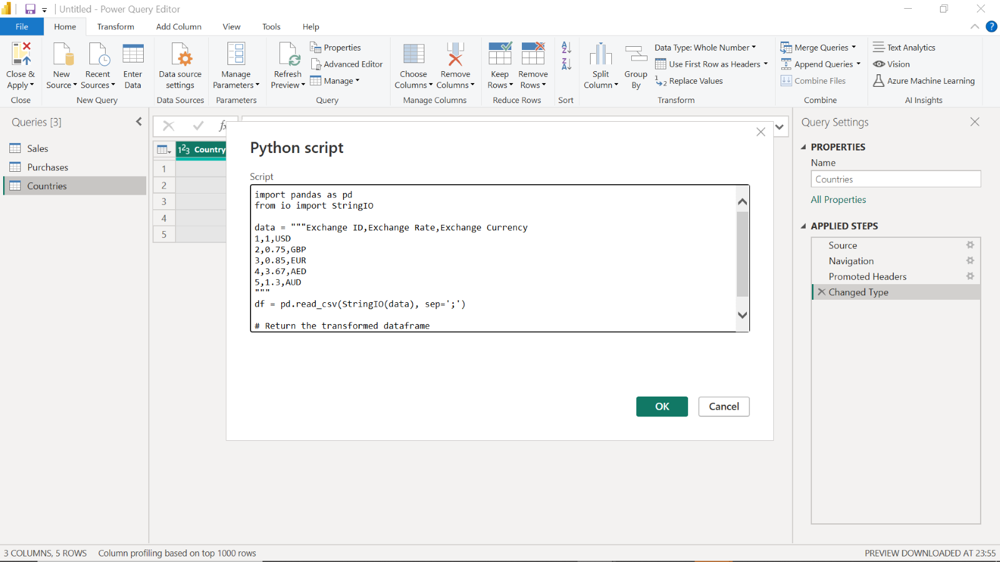 Untitled - Power Query Editor
File Home Transform Add Column View Tools Help
Close & Apply
Close
New Source
Recent Sources
Enter Data
New Query
Data source settings
Data Sources
Manage Parameters
Parameters
Refresh Preview
Properties
Advanced Editor
Manage
Query
Choose Columns
Remove Columns
Manage Columns
Keep Rows
Remove Rows
Reduce Rows
A
Z
Z
A
Sort
Split Column
Group By
Data Type: Whole Number
Use First Row as Headers
1 2 Replace Values
Transform
Merge Queries
Append Queries
Combine Files
Combine
Text Analytics
Vision
Azure Machine Learning
AI Insights
?
Queries [3]
Sales
Purchases
Countries
fx
123 Country
1
2
3
4
5
Python script
Script
import pandas as pd
from io import StringIO
data = """Exchange ID,Exchange Rate,Exchange Currency
1,1,USD
2,0.75,GBP
3,0.85,EUR
4,3.67,AED
5,1.3,AUD
"""
df = pd.read_csv(StringIO(data), sep=';')
# Return the transformed dataframe
OK
Cancel
Query Settings
PROPERTIES
Name
Countries
All Properties
APPLIED STEPS
Source
Navigation
Promoted Headers
Changed Type
3 COLUMNS, 5 ROWS Column profiling based on top 1000 rows
PREVIEW DOWNLOADED AT 23:55